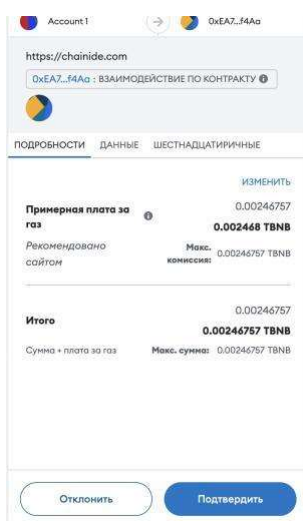 Account 1
0xEA7...f4Aa
https://chainide.com
0xEA7...f4Aa : ВЗАИМОДЕЙСТВИЕ ПО КОНТРАКТУ
ПОДРОБНОСТИ ДАННЫЕ ШЕСТНАДЦАТИРИЧНЫЕ
ИЗМЕНИТЬ
Примерная плата за газ
0.00246757
0.002468 TBNB
Рекомендовано сайтом
Макс. комиссия: 0.00246757 TBNB
Итого
0.00246757
0.00246757 TBNB
Сумма + плата за газ
Макс. сумма: 0.00246757 TBNB
Отклонить
Подтвердить